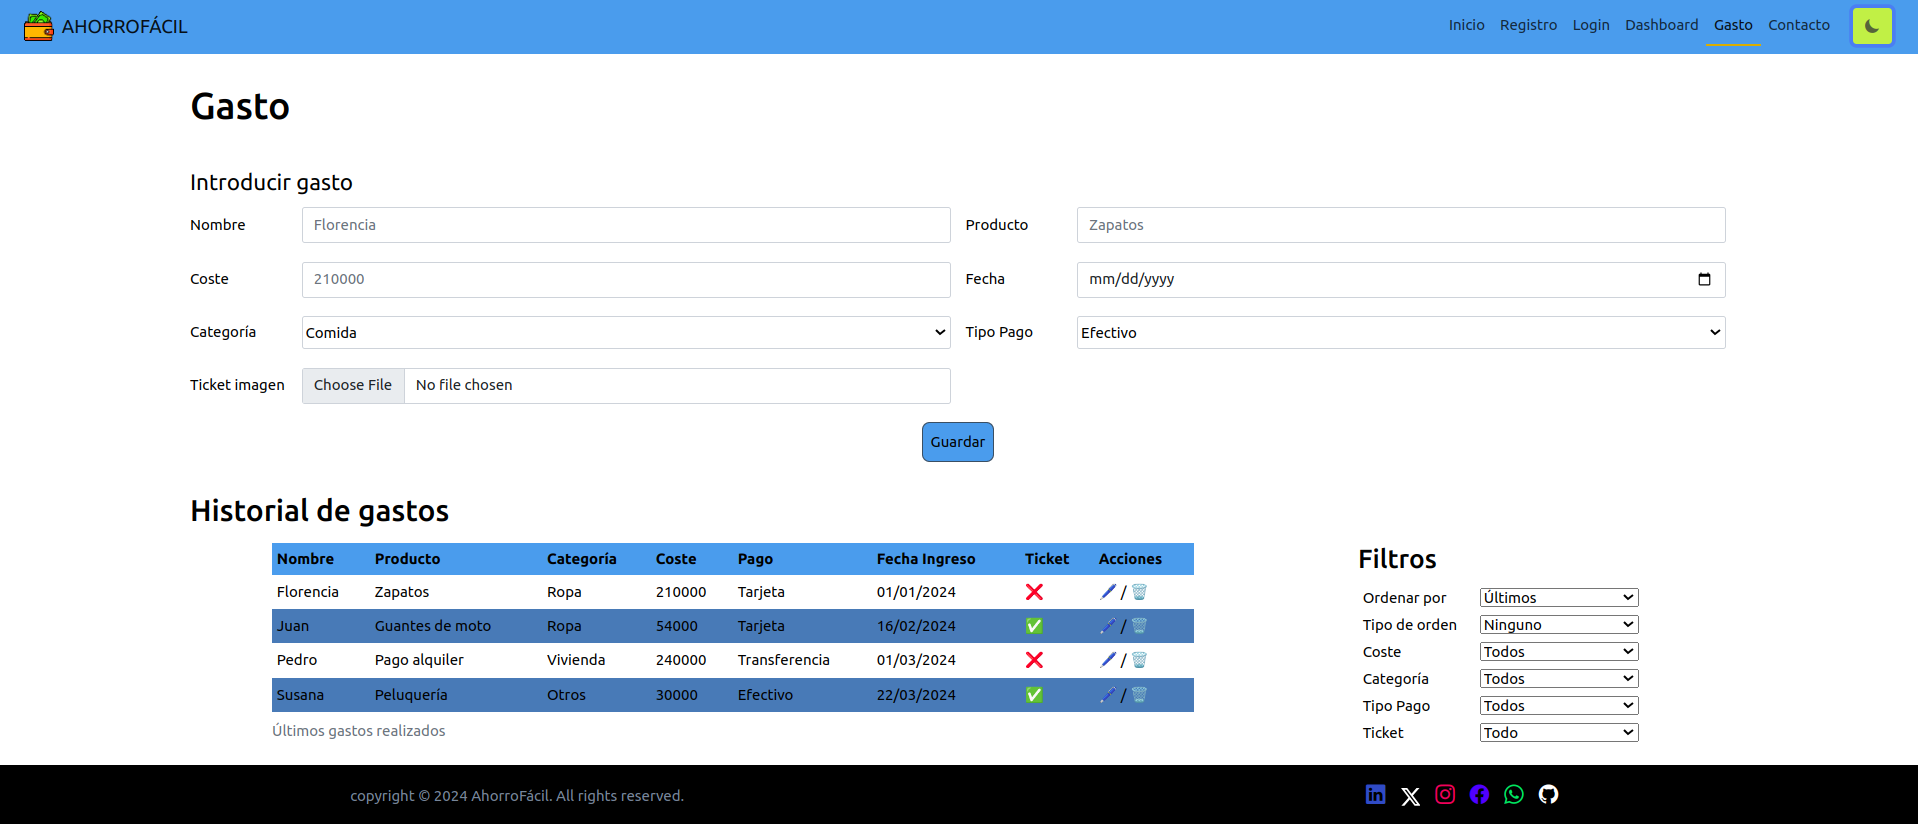 AHORROFÁCIL
Inicio Registro Login Dashboard Gasto Contacto
Gasto
Introducir gasto
Nombre Florencia Producto Zapatos
Coste 210000 Fecha mm/dd/yyyy
Categoría Comida Tipo Pago Efectivo
Ticket imagen Choose File No file chosen
Guardar
Historial de gastos
Nombre Producto Categoría Coste Pago Fecha Ingreso Ticket Acciones
Florencia Zapatos Ropa 210000 Tarjeta 01/01/2024 ❌ 🖊️ / 🗑️
Juan Guantes de moto Ropa 54000 Tarjeta 16/02/2024 ✅ 🖊️ / 🗑️
Pedro Pago alquiler Vivienda 240000 Transferencia 01/03/2024 ❌ 🖊️ / 🗑️
Susana Peluquería Otros 30000 Efectivo 22/03/2024 ✅ 🖊️ / 🗑️
Últimos gastos realizados
Filtros
Ordenar por Últimos
Tipo de orden Ninguno
Coste Todos
Categoría Todos
Tipo Pago Todos
Ticket Todo
copyright © 2024 AhorroFácil. All rights reserved.